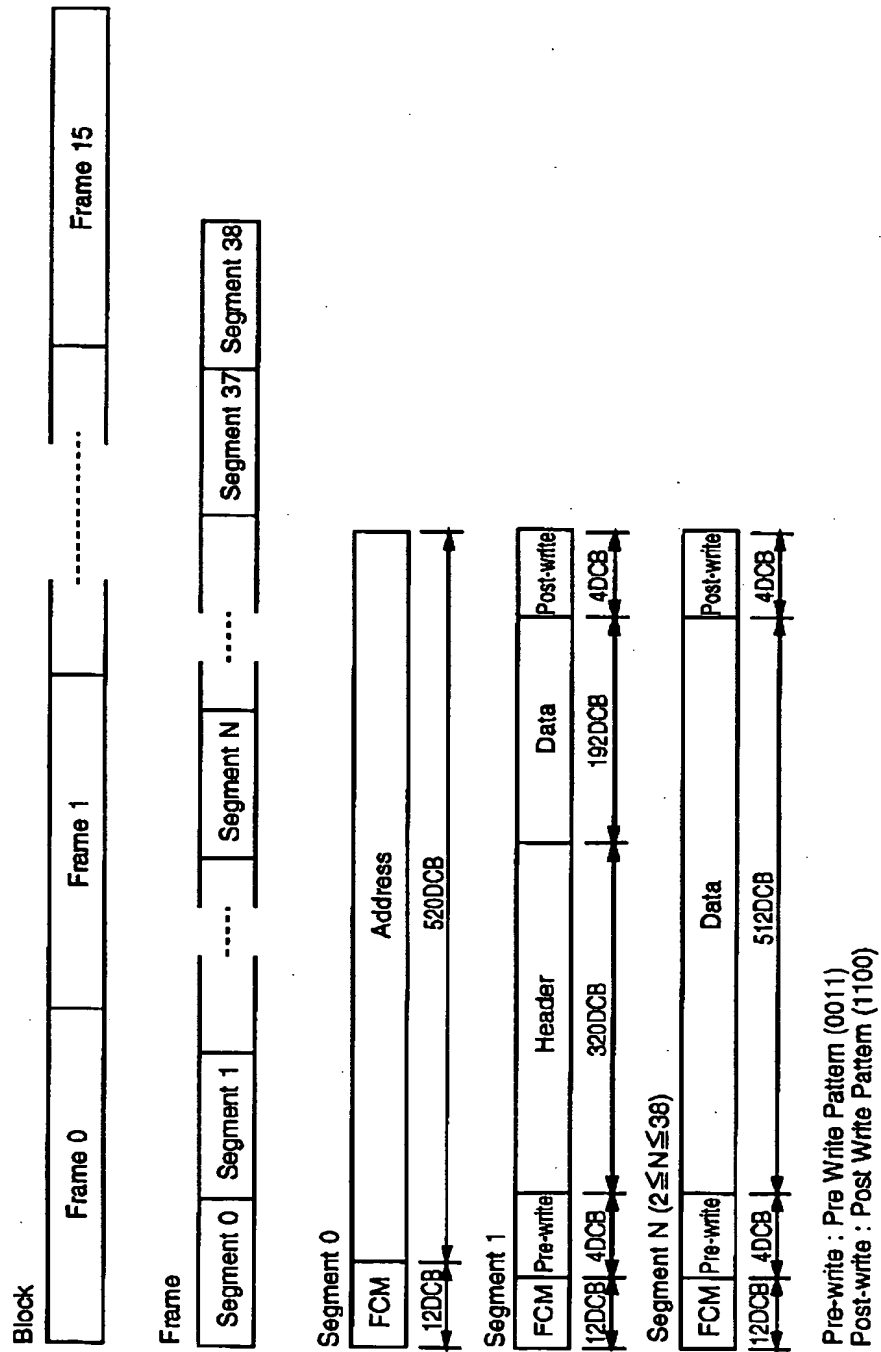 Block
Frame 0 Frame 1 Frame 15
Frame
Segment 0 Segment 1 Segment N Segment 37 Segment 38
Segment 0
FCM Address
12DCB 520DCB
Segment 1
FCM Pre-write Header Data Post-write
12DCB 4DCB 320DCB 192DCB 4DCB
Segment N (2≦N≦38)
FCM Pre-write Data Post-write
12DCB 4DCB 512DCB 4DCB
Pre-write : Pre Write Pattern (0011)
Post-write : Post Write Pattern (1100)